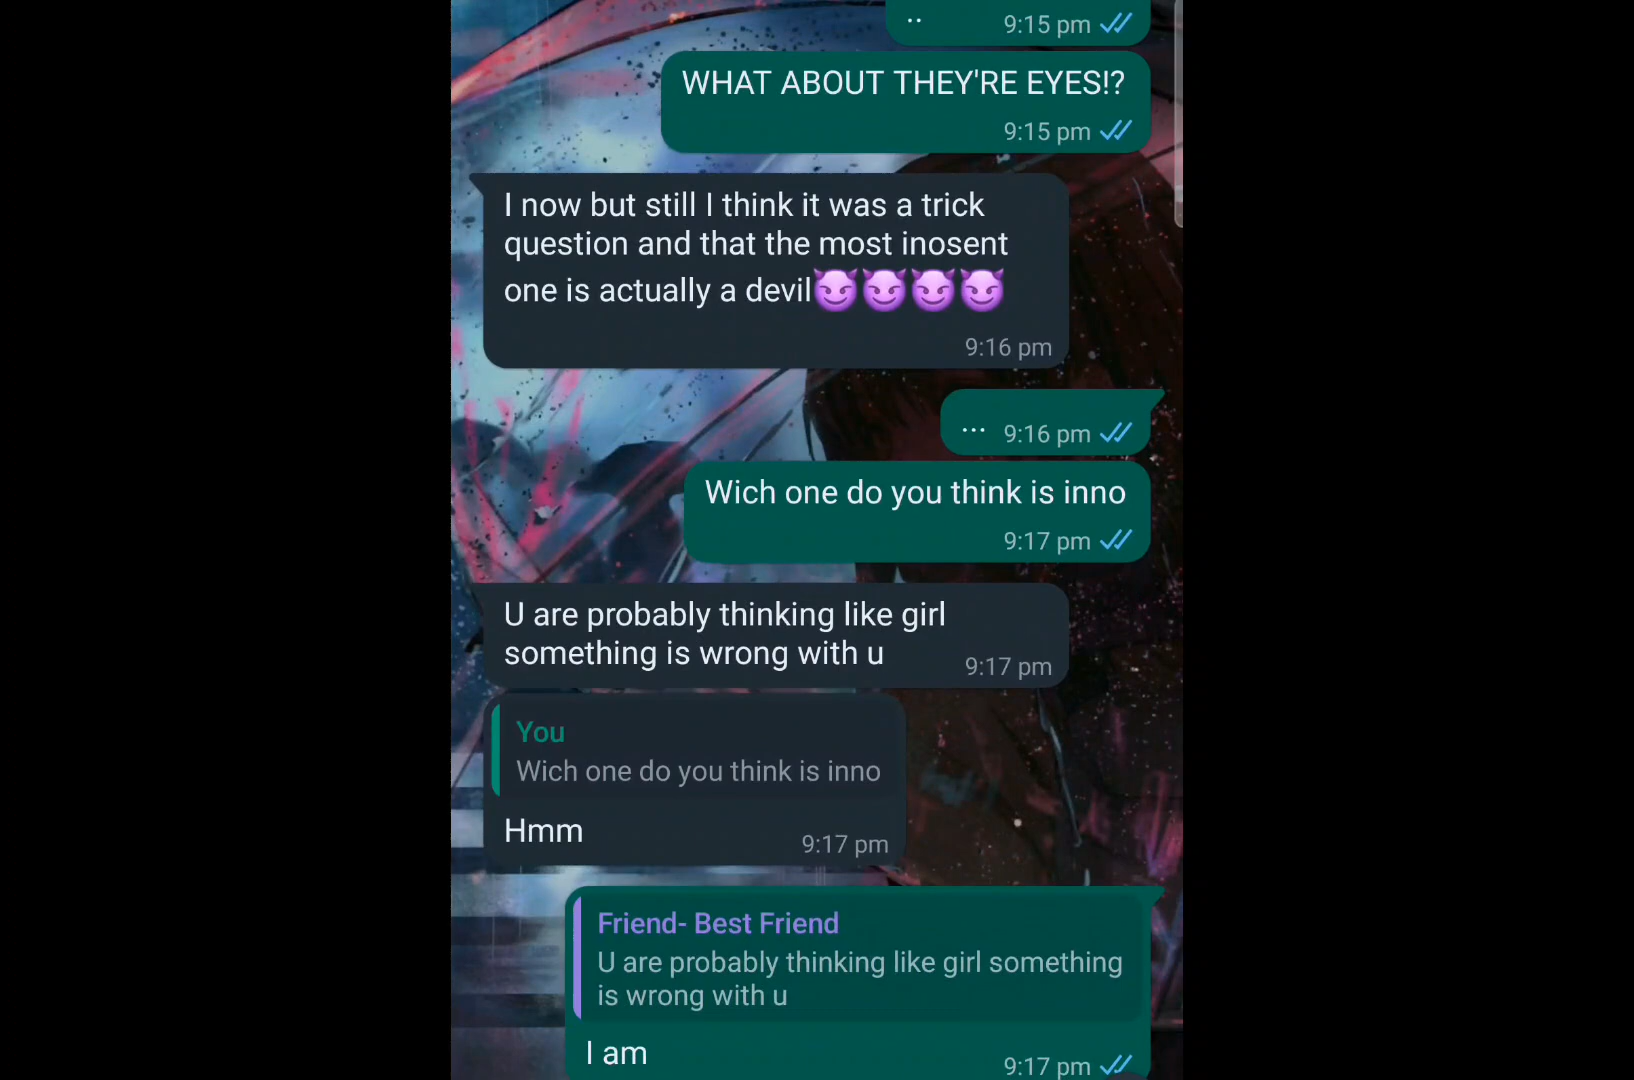 .. 9:15 pm
WHAT ABOUT THEY'RE EYES!?
9:15 pm
I now but still I think it was a trick
question and that the most inosent
one is actually a devil😈😈😈😈
9:16 pm
... 9:16 pm
Wich one do you think is inno
9:17 pm
U are probably thinking like girl
something is wrong with u 9:17 pm
You
Wich one do you think is inno
Hmm 9:17 pm
Friend- Best Friend
U are probably thinking like girl something
is wrong with u
I am 9:17 pm